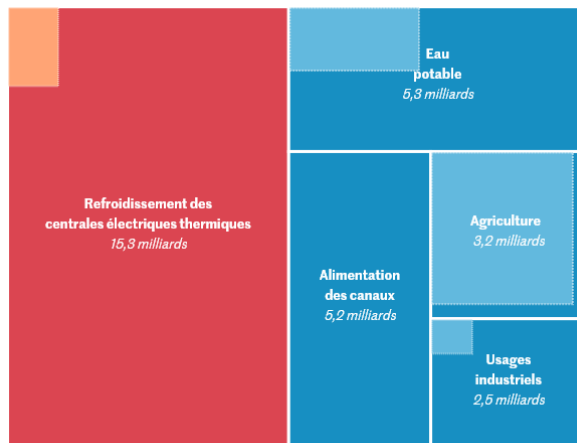 Eau
potable
5,3 milliards
Refroidissement des
centrales électriques thermiques
15,3 milliards
Agriculture
3,2 milliards
Alimentation
des canaux
5,2 milliards
Usages
industriels
2,5 milliards